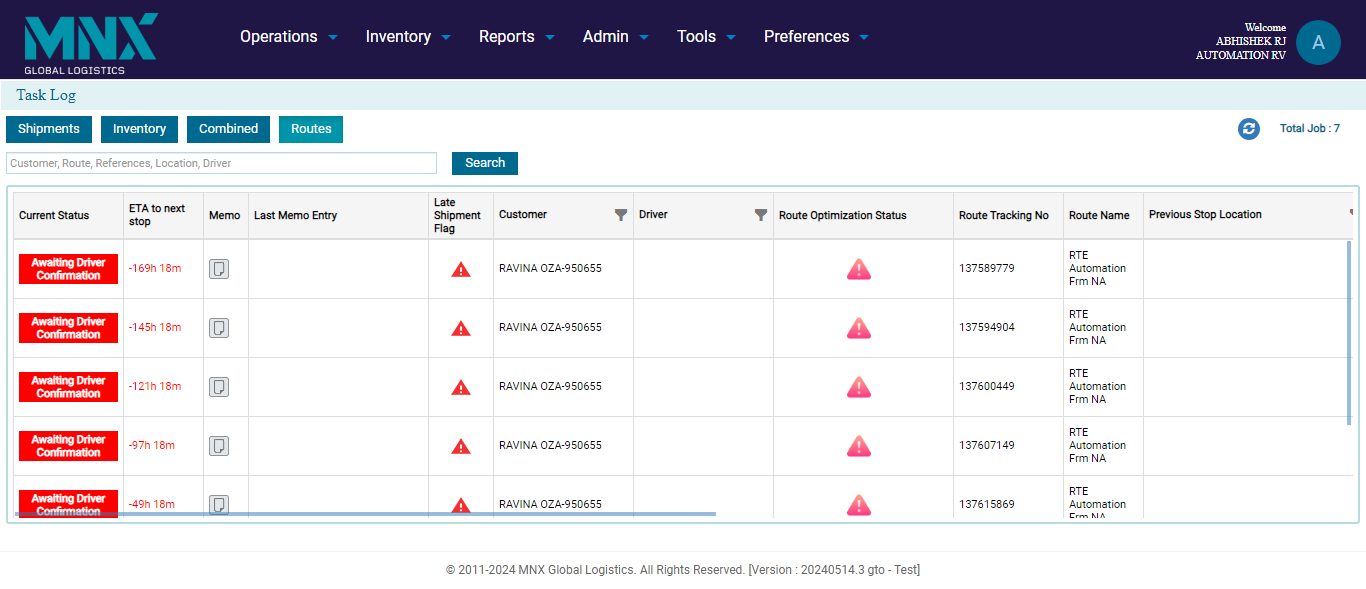 MNX
GLOBAL LOGISTICS
Operations Inventory Reports Admin Tools Preferences
Welcome
ABHISHEK RJ
AUTOMATION RV
A
Task Log
Shipments Inventory Combined Routes
Total Job : 7
Customer, Route, References, Location, Driver
Search
Current Status
ETA to next
stop
Memo
Last Memo Entry
Late
Shipment
Flag
Customer
Driver
Route Optimization Status
Route Tracking No
Route Name
Previous Stop Location
Awaiting Driver
Confirmation
-169h 18m
RAVINA OZA-950655
137589779
RTE
Automation
Frm NA
Awaiting Driver
Confirmation
-145h 18m
RAVINA OZA-950655
137594904
RTE
Automation
Frm NA
Awaiting Driver
Confirmation
-121h 18m
RAVINA OZA-950655
137600449
RTE
Automation
Frm NA
Awaiting Driver
Confirmation
-97h 18m
RAVINA OZA-950655
137607149
RTE
Automation
Frm NA
Awaiting Driver
Confirmation
-49h 18m
RAVINA OZA-950655
137615869
RTE
Automation
Frm NA
© 2011-2024 MNX Global Logistics. All Rights Reserved. [Version : 20240514.3 gto - Test]